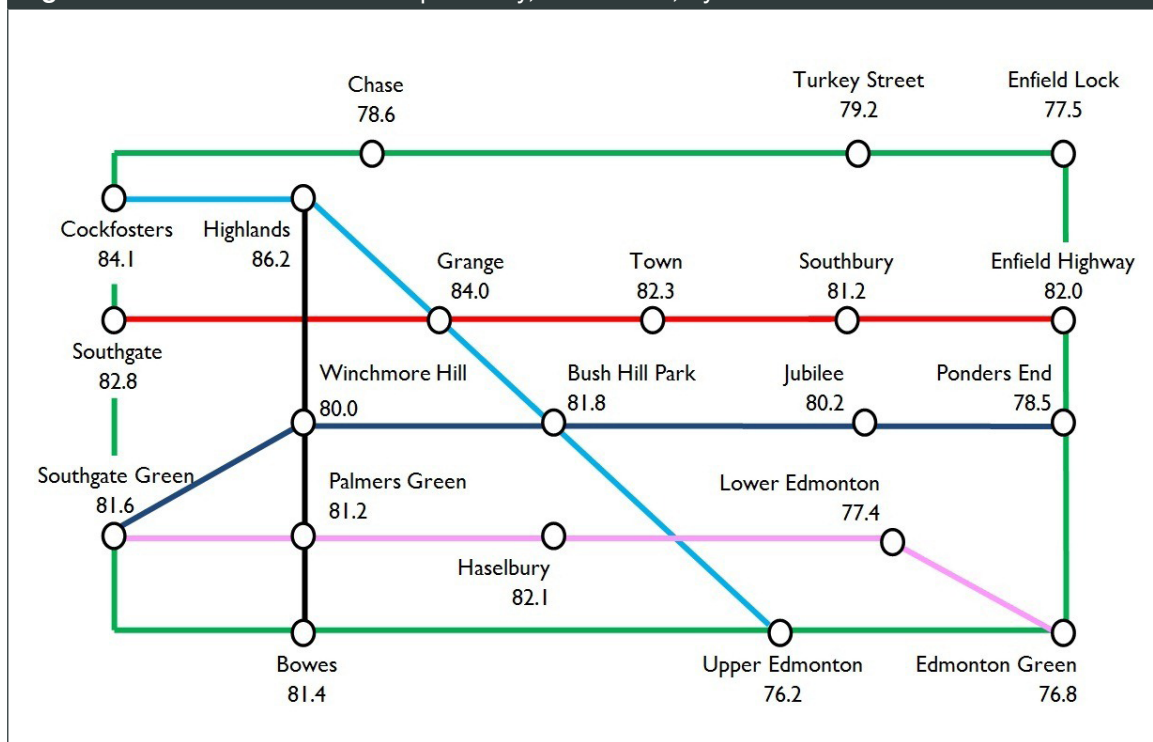 Chase
78.6
Turkey Street
79.2
Enfield Lock
77.5
Cockfosters
84.1
Highlands
86.2
Grange
84.0
Town
82.3
Southbury
81.2
Enfield Highway
82.0
Southgate
82.8
Winchmore Hill
80.0
Bush Hill Park
81.8
Jubilee
80.2
Ponders End
78.5
Southgate Green
81.6
Palmers Green
81.2
Lower Edmonton
77.4
Haselbury
82.1
Bowes
81.4
Upper Edmonton
76.2
Edmonton Green
76.8